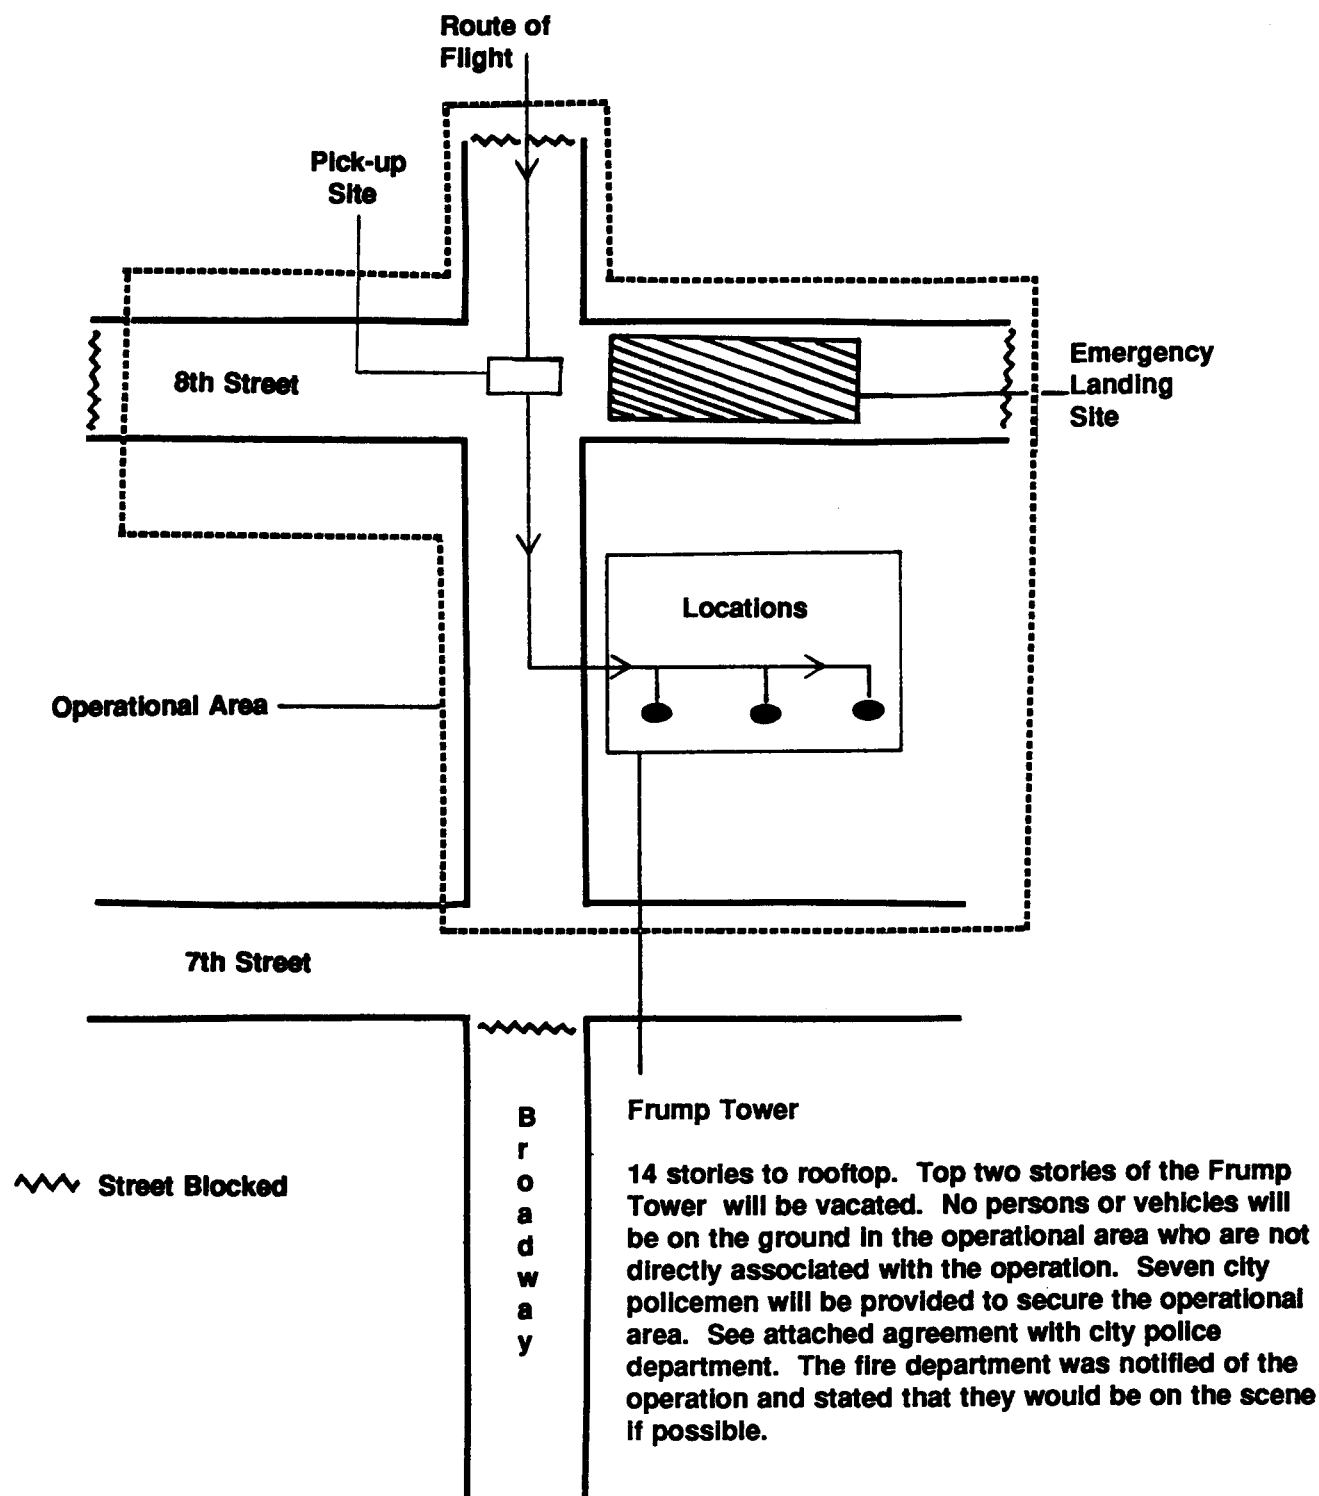 Route of
Flight
Pick-up
Site
8th Street
Emergency
Landing
Site
Locations
Operational Area
7th Street
Broadway
Street Blocked
Frump Tower
14 stories to rooftop. Top two stories of the Frump
Tower will be vacated. No persons or vehicles will
be on the ground in the operational area who are not
directly associated with the operation. Seven city
policemen will be provided to secure the operational
area. See attached agreement with city police
department. The fire department was notified of the
operation and stated that they would be on the scene
if possible.